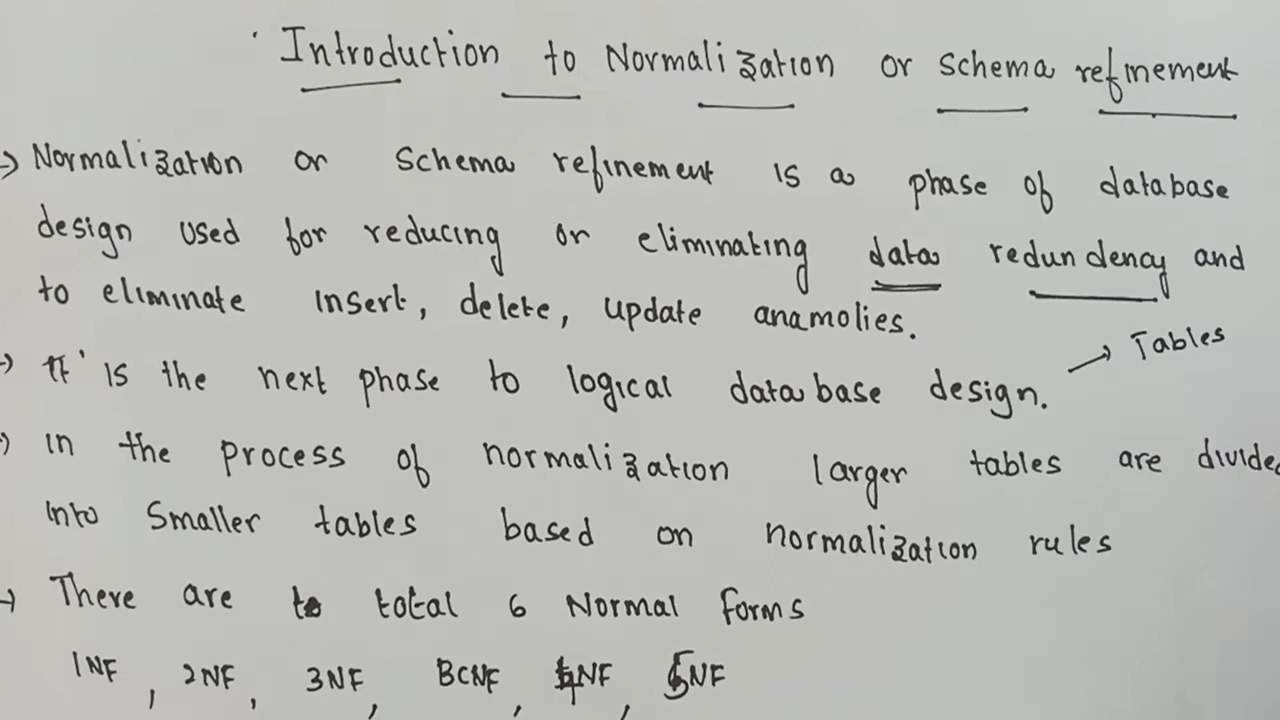 Introduction to Normalization or schema refinement
→ Normalization or schema refinement is a phase of database
design used for reducing or eliminating data redundency and
to eliminate insert, delete, update anamolies.
→ It is the next phase to logical database design. → Tables
→ in the process of normalization larger tables are divided
into smaller tables based on normalization rules
→ There are to total 6 Normal forms
1NF, 2NF, 3NF, BCNF, 4NF, 5NF